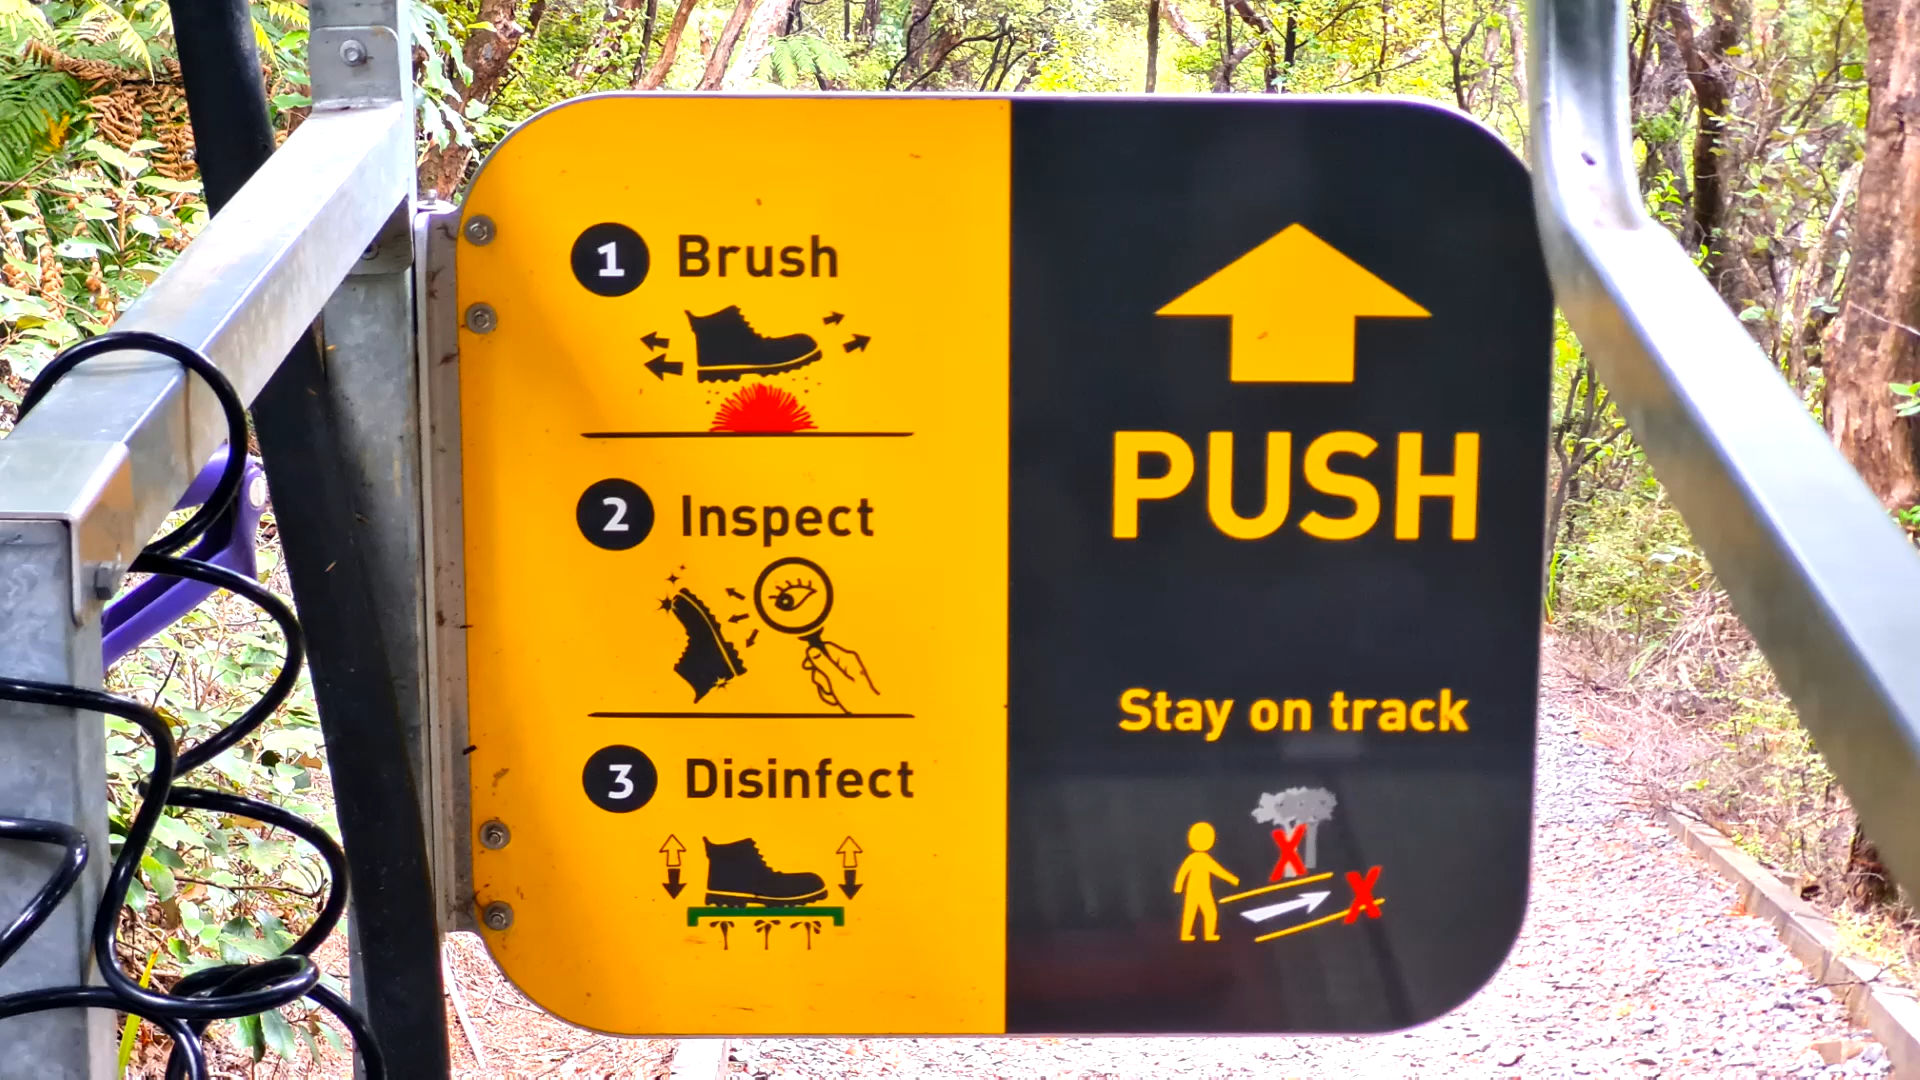 1 Brush
2 Inspect
3 Disinfect
PUSH
Stay on track
X
X